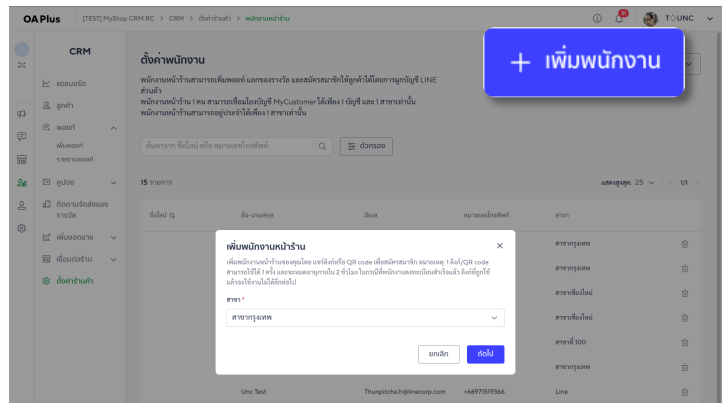 OA Plus
[TEST] MyShop CRM RC > CRM > ตั้งค่าร้านค้า > พนักงานหน้าร้าน
31
T♢UNC
CRM
แดชบอร์ด
ลูกค้า
พอยท์
เพิ่มพอยท์
รายงานพอยท์
คูปอง
ติดตามจัดส่งของรางวัล
เพิ่มยอดขาย
เชื่อมต่อร้าน
ตั้งค่าร้านค้า
ตั้งค่าพนักงาน
พนักงานหน้าร้านสามารถเพิ่มพอยท์ แลกของรางวัล และสมัครสมาชิกให้ลูกค้าได้โดยการผูกบัญชี LINE
ส่วนตัว
พนักงานหน้าร้าน 1 คน สามารถเชื่อมโยงบัญชี MyCustomer ได้เพียง 1 บัญชี และ 1 สาขาเท่านั้น
พนักงานหน้าร้านสามารถอยู่ประจำได้เพียง 1 สาขาเท่านั้น
+ เพิ่มพนักงาน
ค้นหาจาก ชื่อไลน์ หรือ หมายเลขโทรศัพท์
ตัวกรอง
15 รายการ
แสดงสูงสุด: 25
1/1
ชื่อไลน์ ชื่อ-นามสกุล อีเมล หมายเลขโทรศัพท์ สาขา
สาขากรุงเทพ
สาขากรุงเทพ
สาขาเชียงใหม่
สาขาเชียงใหม่
สาขาที่ 100
สาขากรุงเทพ
Unc Test Thunpitcha.h@linecorp.com +66971519366 Line
เพิ่มพนักงานหน้าร้าน
เพิ่มพนักงานหน้าร้านของคุณโดย แชร์ลิงก์หรือ QR code เพื่อสมัครสมาชิก หมายเหตุ: 1 ลิงก์/QR code
สามารถใช้ได้ 1 ครั้ง และจะหมดอายุภายใน 2 ชั่วโมง ในกรณีที่พนักงานลงทะเบียนสำเร็จแล้ว ลิงก์ที่ถูกใช้
แล้วจะใช้งานไม่ได้อีกต่อไป
สาขา *
สาขากรุงเทพ
ยกเลิก
ถัดไป